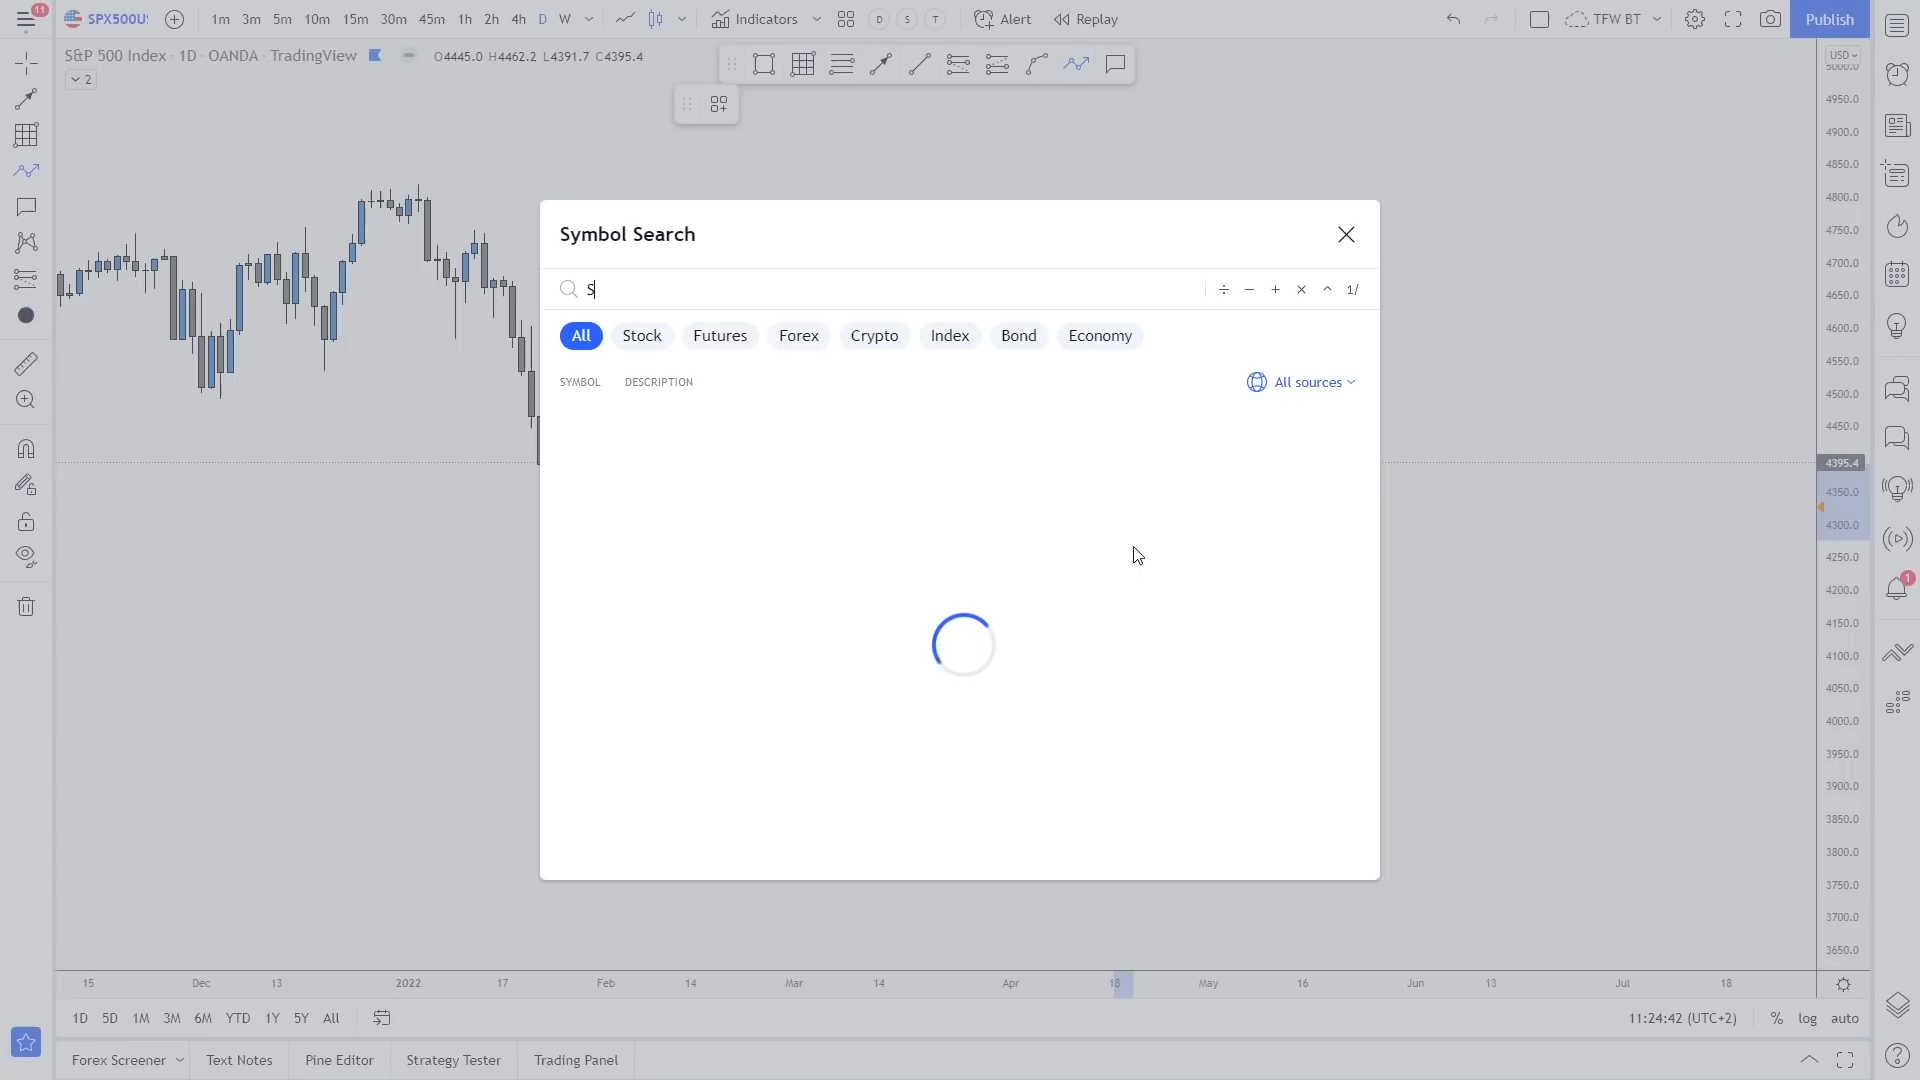 11
SPX500U
1m 3m 5m 10m 15m 30m 45m 1h 2h 4h D W
Indicators
D S T
Alert
Replay
TFW BT
Publish
S&P 500 Index · 1D · OANDA · TradingView
O4445.0 H4462.2 L4391.7 C4395.4
2
USD
5000.0
4950.0
4900.0
4850.0
4800.0
4750.0
4700.0
4650.0
4600.0
4550.0
4500.0
4450.0
4395.4
4350.0
4300.0
4250.0
4200.0
4150.0
4100.0
4050.0
4000.0
3950.0
3900.0
3850.0
3800.0
3750.0
3700.0
3650.0
Symbol Search
S
÷ − + × ^ 1/
All Stock Futures Forex Crypto Index Bond Economy
SYMBOL DESCRIPTION
All sources
1
15 Dec 13 2022 17 Feb 14 Mar 14 Apr 18 May 16 Jun 13 Jul 18
1D 5D 1M 3M 6M YTD 1Y 5Y All
11:24:42 (UTC+2) % log auto
Forex Screener Text Notes Pine Editor Strategy Tester Trading Panel